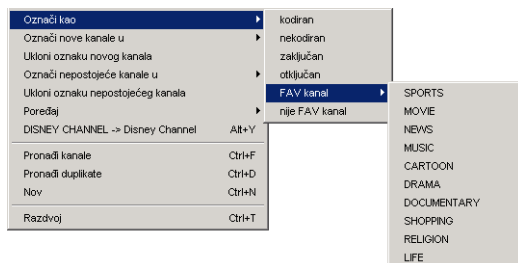 Označi kao
Označi nove kanale u
Ukloni oznaku novog kanala
Označi nepostojeće kanale u
Ukloni oznaku nepostojećeg kanala
Poređaj
DISNEY CHANNEL -> Disney Channel Alt+Y
Pronađi kanale Ctrl+F
Pronađi duplikate Ctrl+D
Nov Ctrl+N
Razdvoj Ctrl+T
kodiran
nekodiran
zaključan
otključan
FAV kanal
nije FAV kanal
SPORTS
MOVIE
NEWS
MUSIC
CARTOON
DRAMA
DOCUMENTARY
SHOPPING
RELIGION
LIFE